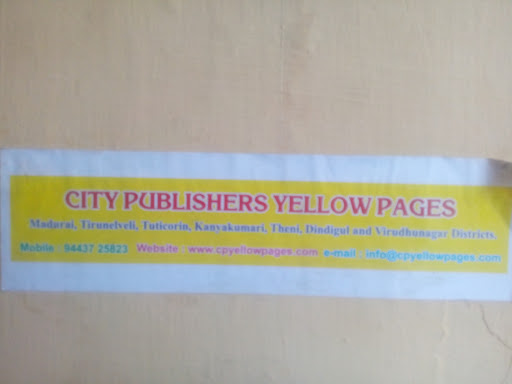 CITY PUBLISHERS YELLOW PAGES
Madurai, Tirunelveli, Tuticorin, Kanyakumari, Theni, Dindigul and Virudhunagar Districts.
Mobile : 94437 25823 Website : www.cpyellowpages.com e-mail : info@cpyellowpages.com